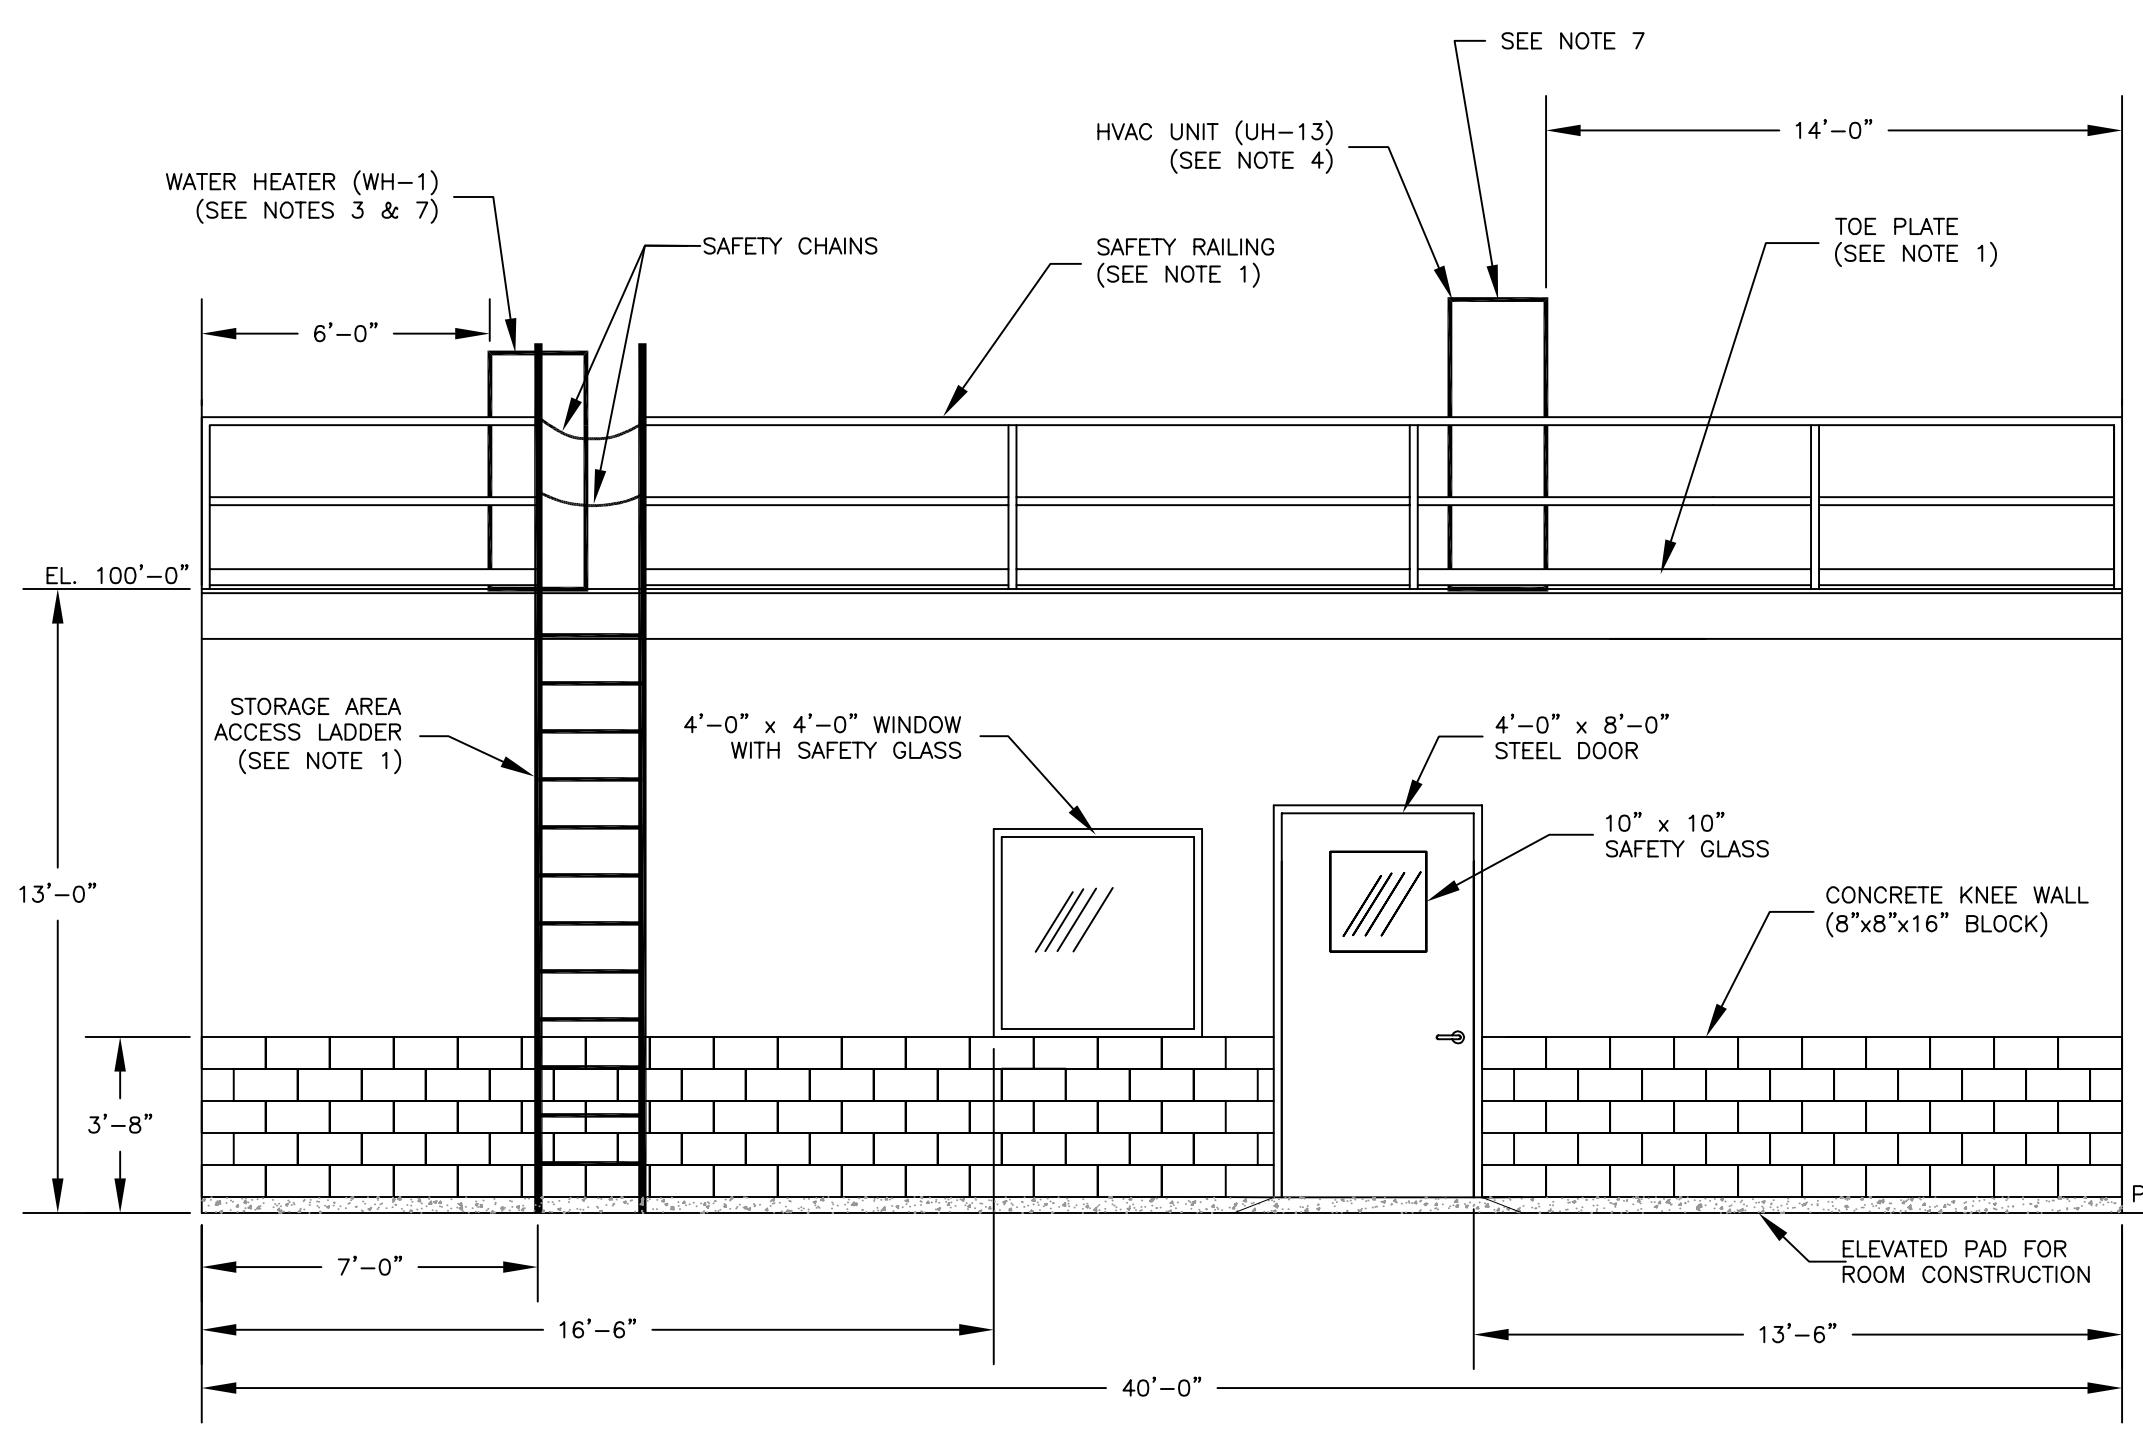 SEE NOTE 7
HVAC UNIT (UH-13)
(SEE NOTE 4)
14'-0"
WATER HEATER (WH-1)
(SEE NOTES 3 & 7)
SAFETY CHAINS
SAFETY RAILING
(SEE NOTE 1)
TOE PLATE
(SEE NOTE 1)
6'-0"
EL. 100'-0"
STORAGE AREA
ACCESS LADDER
(SEE NOTE 1)
4'-0" x 4'-0" WINDOW
WITH SAFETY GLASS
4'-0" x 8'-0"
STEEL DOOR
10" x 10"
SAFETY GLASS
13'-0"
CONCRETE KNEE WALL
(8"x8"x16" BLOCK)
3'-8"
P
ELEVATED PAD FOR
ROOM CONSTRUCTION
7'-0"
16'-6"
13'-6"
40'-0"